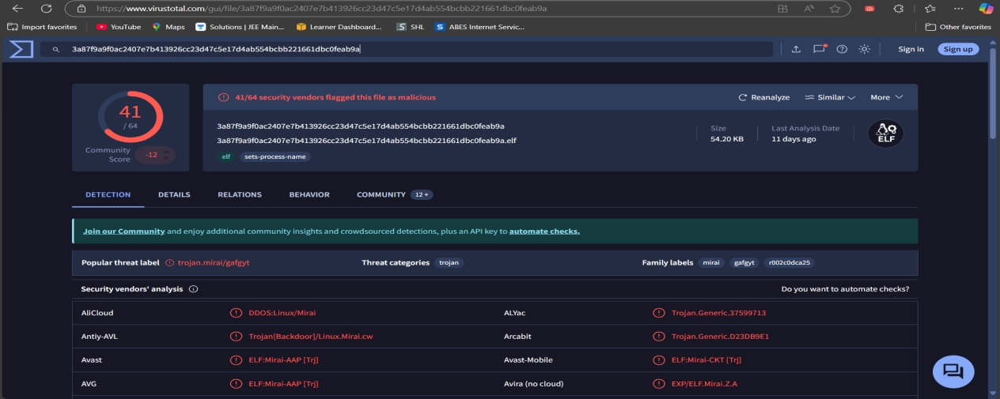 https://www.virustotal.com/gui/file/3a87f9a9f0ac2407e7b413926cc23d47c5e17d4ab554bcbb221661dbc0feab9a
Import favorites YouTube Maps Solutions | JEE Main... Learner Dashboard... S SHL S ABES Internet Servic... Other favorites
3a87f9a9f0ac2407e7b413926cc23d47c5e17d4ab554bcbb221661dbc0feab9a Sign in Sign up
41
/ 64
Community Score -12
41/64 security vendors flagged this file as malicious Reanalyze Similar More
3a87f9a9f0ac2407e7b413926cc23d47c5e17d4ab554bcbb221661dbc0feab9a
3a87f9a9f0ac2407e7b413926cc23d47c5e17d4ab554bcbb221661dbc0feab9a.elf
elf sets-process-name
Size Last Analysis Date
54.20 KB 11 days ago
ELF
DETECTION DETAILS RELATIONS BEHAVIOR COMMUNITY 12 +
Join our Community and enjoy additional community insights and crowdsourced detections, plus an API key to automate checks.
Popular threat label trojan.mirai/gafgyt Threat categories trojan Family labels mirai gafgyt r002c0dca25
Security vendors' analysis Do you want to automate checks?
AliCloud DDOS:Linux/Mirai ALYac Trojan.Generic.37599713
Antiy-AVL Trojan[Backdoor]/Linux.Mirai.cw Arcabit Trojan.Generic.D23DB9E1
Avast ELF:Mirai-AAP [Trj] Avast-Mobile ELF:Mirai-CKT [Trj]
AVG ELF:Mirai-AAP [Trj] Avira (no cloud) EXP/ELF.Mirai.Z.A